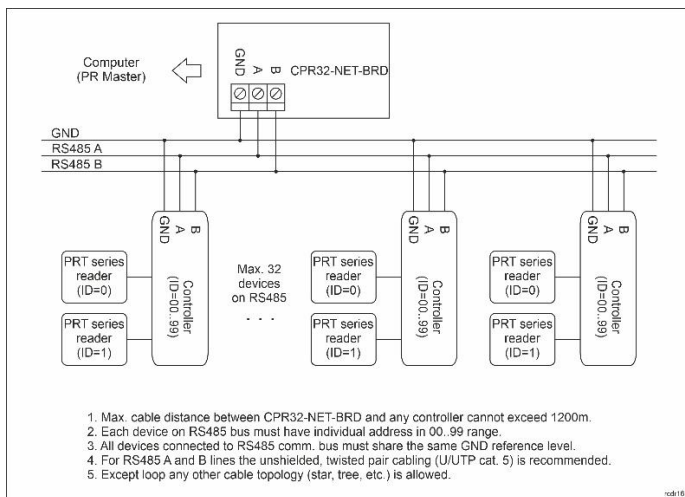 Computer
(PR Master)
GND
A
B
CPR32-NET-BRD
GND
RS485 A
RS485 B
GND
A
B
Controller
(ID=00..99)
PRT series
reader
(ID=0)
PRT series
reader
(ID=1)
Max. 32
devices
on RS485
. . .
GND
A
B
Controller
(ID=00..99)
PRT series
reader
(ID=0)
PRT series
reader
(ID=1)
GND
A
B
Controller
(ID=00..99)
PRT series
reader
(ID=0)
PRT series
reader
(ID=1)
1. Max. cable distance between CPR32-NET-BRD and any controller cannot exceed 1200m.
2. Each device on RS485 bus must have individual address in 00..99 range.
3. All devices connected to RS485 comm. bus must share the same GND reference level.
4. For RS485 A and B lines the unshielded, twisted pair cabling (U/UTP cat. 5) is recommended.
5. Except loop any other cable topology (star, tree, etc.) is allowed.